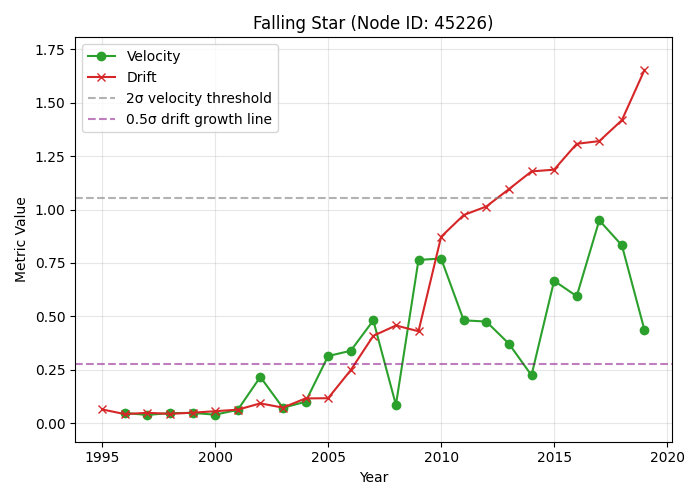 Falling Star (Node ID: 45226)
Velocity
Drift
2σ velocity threshold
0.5σ drift growth line
1.75
1.50
1.25
1.00
0.75
0.50
0.25
0.00
Metric Value
1995
2000
2005
2010
2015
2020
Year